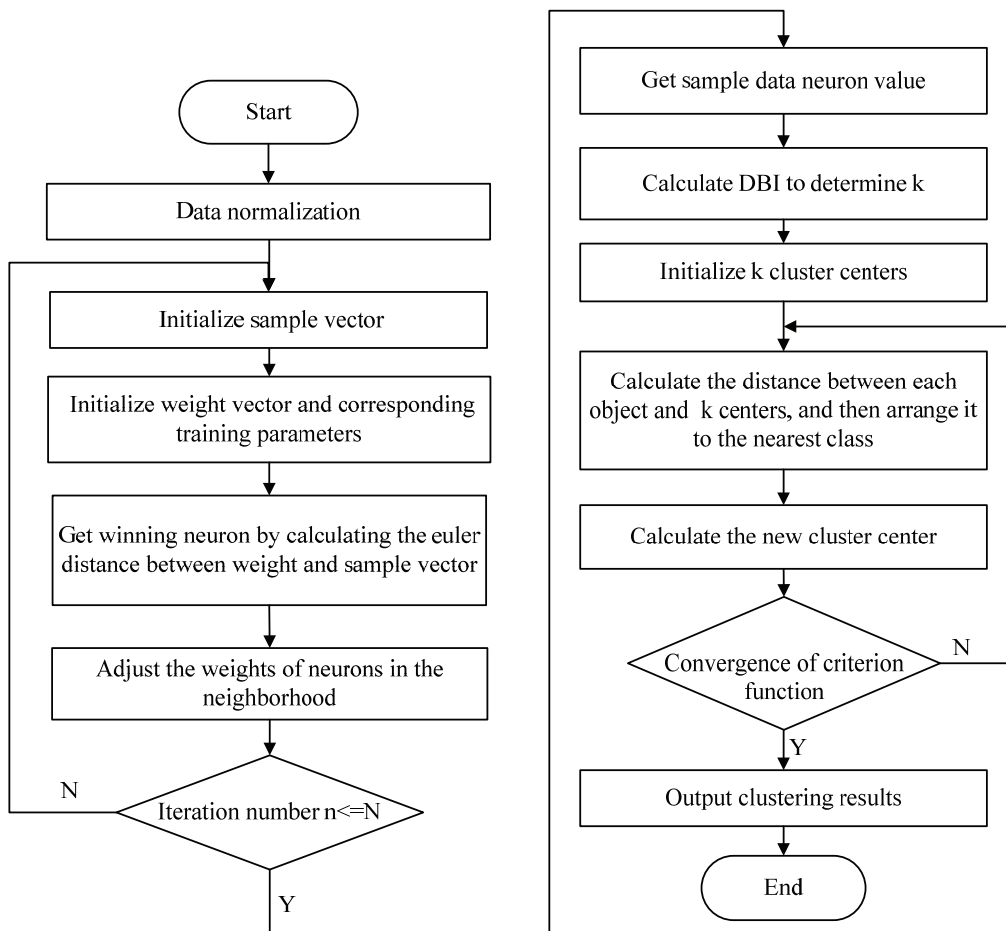 Start
Data normalization
Initialize sample vector
Initialize weight vector and corresponding
training parameters
Get winning neuron by calculating the euler
distance between weight and sample vector
Adjust the weights of neurons in the
neighborhood
N
Iteration number n<=N
Y
Get sample data neuron value
Calculate DBI to determine k
Initialize k cluster centers
Calculate the distance between each
object and k centers, and then arrange it
to the nearest class
Calculate the new cluster center
N
Convergence of criterion
function
Y
Output clustering results
End